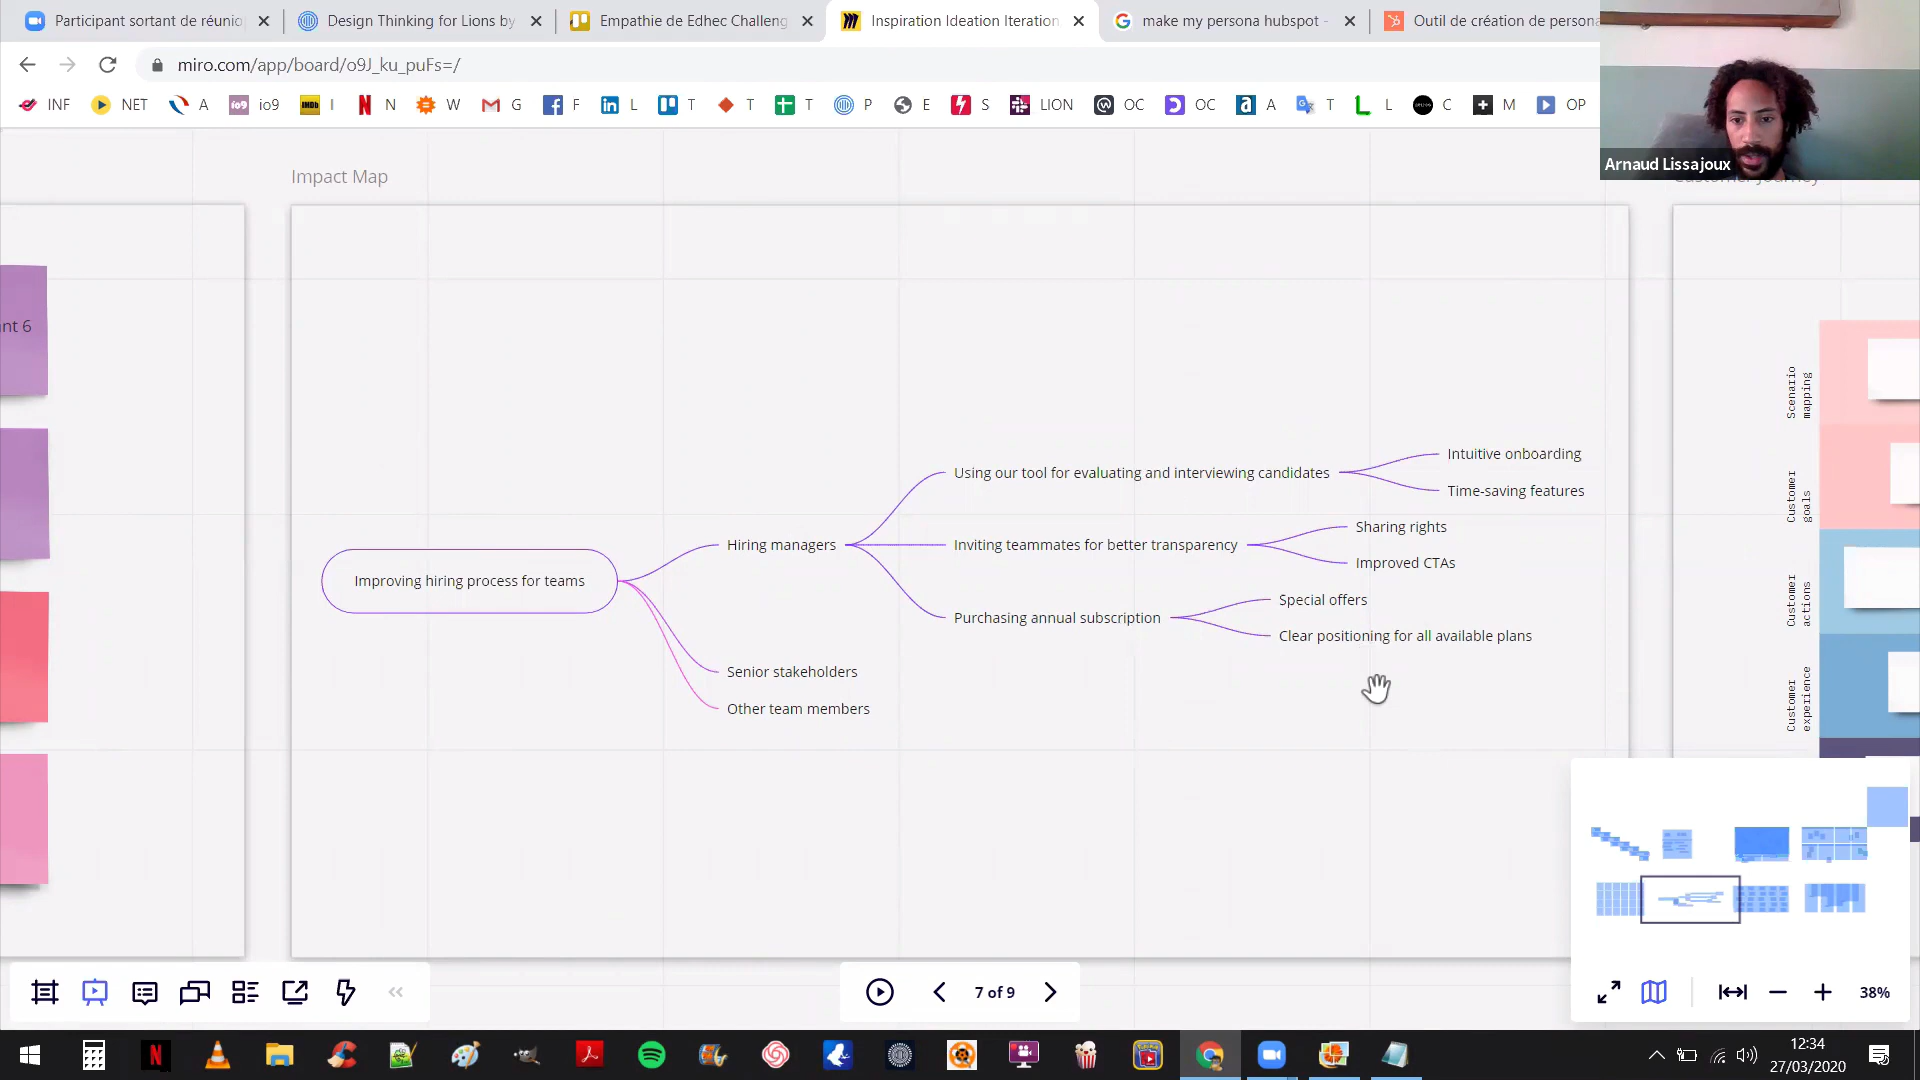 Participant sortant de réunio
Design Thinking for Lions by
Empathie de Edhec Challeng
Inspiration Ideation Iteration
make my persona hubspot -
Outil de création de persona
miro.com/app/board/o9J_ku_puFs=/
INF
NET
A
io9
I
N
W
G
F
L
T
T
T
P
E
S
LION
OC
OC
A
T
L
C
M
OP
Arnaud Lissajoux
Impact Map
Customer Journey
ant 6
Improving hiring process for teams
Hiring managers
Senior stakeholders
Other team members
Using our tool for evaluating and interviewing candidates
Inviting teammates for better transparency
Purchasing annual subscription
Intuitive onboarding
Time-saving features
Sharing rights
Improved CTAs
Special offers
Clear positioning for all available plans
Scenario
mapping
Customer
goals
Customer
actions
Customer
experience
7 of 9
38%
12:34
27/03/2020